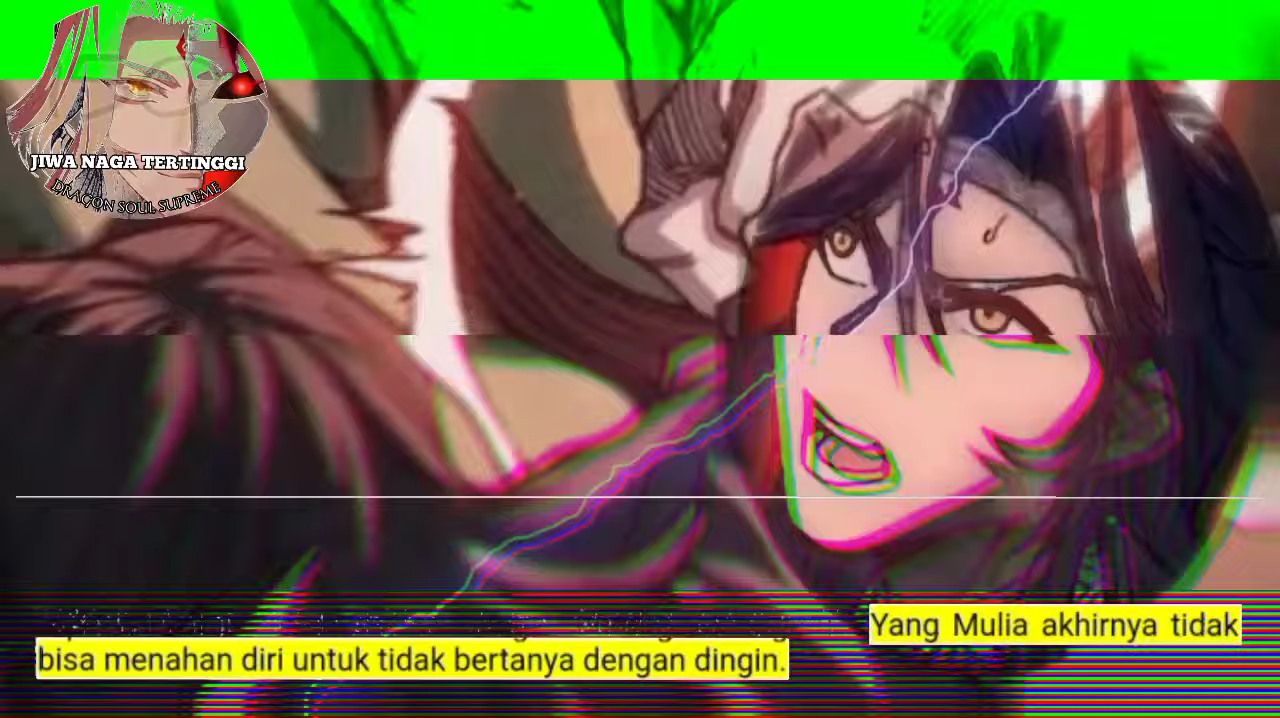 JIWA NAGA TERTINGGI
DRAGON SOUL SUPREME
Yang Mulia akhirnya tidak
bisa menahan diri untuk tidak bertanya dengan dingin.